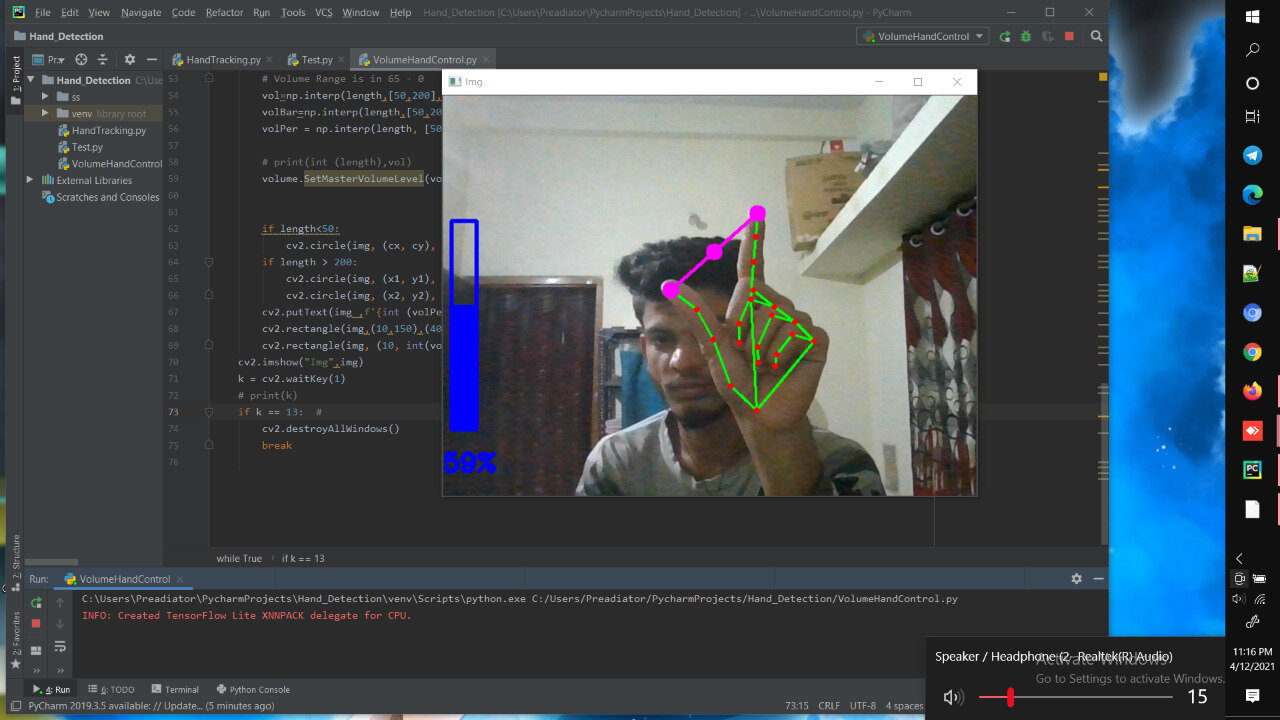 File Edit View Navigate Code Refactor Run Tools VCS Window Help Hand_Detection [C:\Users\Preadiator\PycharmProjects\Hand_Detection] - ...\VolumeHandControl.py - PyCharm
Hand_Detection VolumeHandControl
Pr... HandTracking.py Test.py VolumeHandControl.py
1: Project
Hand_Detection C:\Use
ss
venv library root
HandTracking.py
Test.py
VolumeHandControl
External Libraries
Scratches and Consoles
53 # Volume Range is in 65 - 0
54 vol=np.interp(length,[50,200],
55 volBar=np.interp(length,[50,20
56 volPer = np.interp(length, [50
57
58 # print(int (length),vol)
59 volume.SetMasterVolumeLevel(vo
60
61
62 if length<50:
63 cv2.circle(img, (cx, cy),
64 if length > 200:
65 cv2.circle(img, (x1, y1),
66 cv2.circle(img, (x2, y2),
67 cv2.putText(img ,f'{int (volPe
68 cv2.rectangle(img,(10,150),(40
69 cv2.rectangle(img, (10, int(vo
70 cv2.imshow("Img",img)
71 k = cv2.waitKey(1)
72 # print(k)
73 if k == 13: #
74 cv2.destroyAllWindows()
75 break
76
Img
59%
while True if k == 13
Z: Structure
2: Favorites
Run: VolumeHandControl
C:\Users\Preadiator\PycharmProjects\Hand_Detection\venv\Scripts\python.exe C:/Users/Preadiator/PycharmProjects/Hand_Detection/VolumeHandControl.py
INFO: Created TensorFlow Lite XNNPACK delegate for CPU.
4: Run 6: TODO Terminal Python Console
PyCharm 2019.3.5 available: // Update... (5 minutes ago) 73:15 CRLF UTF-8 4 spaces
Speaker / Headphone (2- Realtek(R) Audio)
Activate Windows
Go to Settings to activate Windows.
15
11:16 PM
4/12/2021